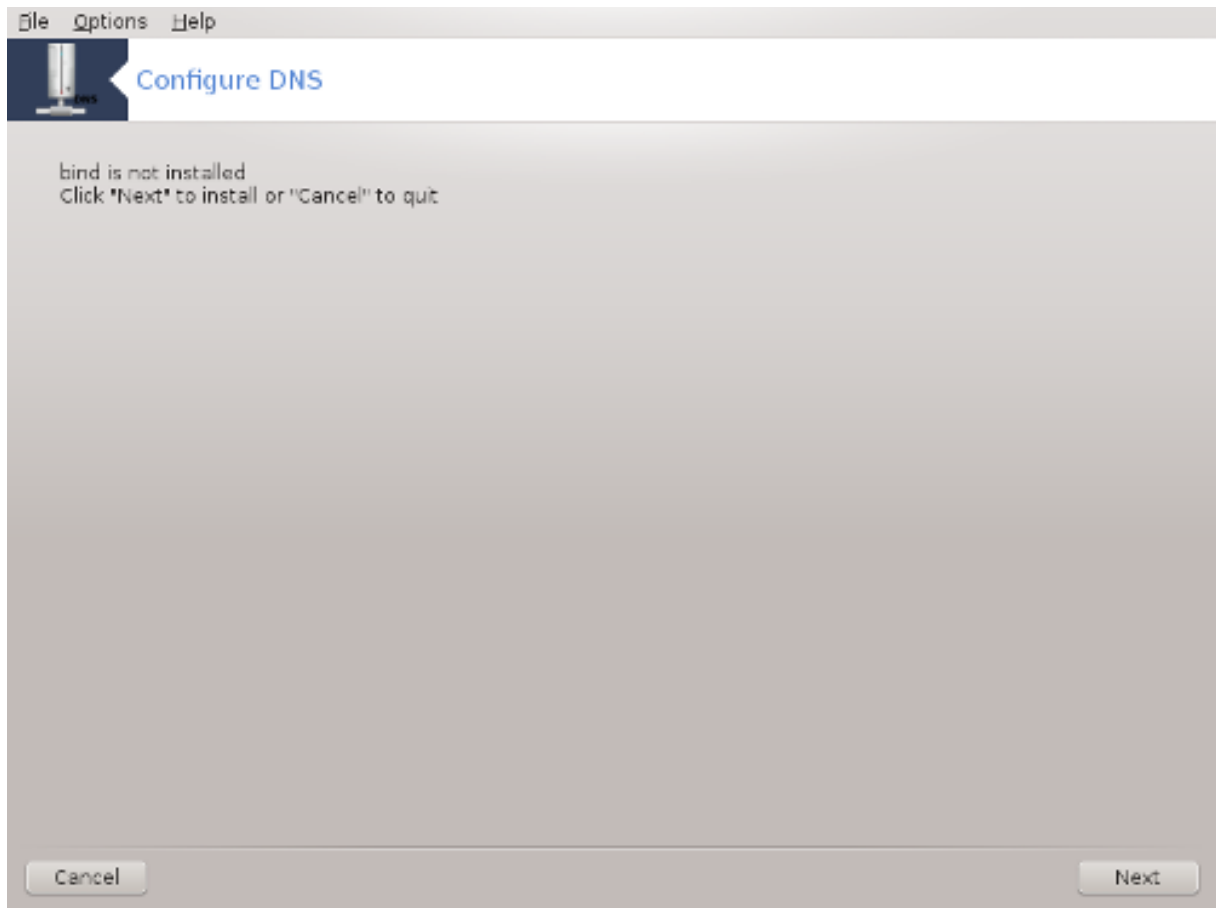 File Options Help
DNS
Configure DNS
bind is not installed
Click "Next" to install or "Cancel" to quit
Cancel Next